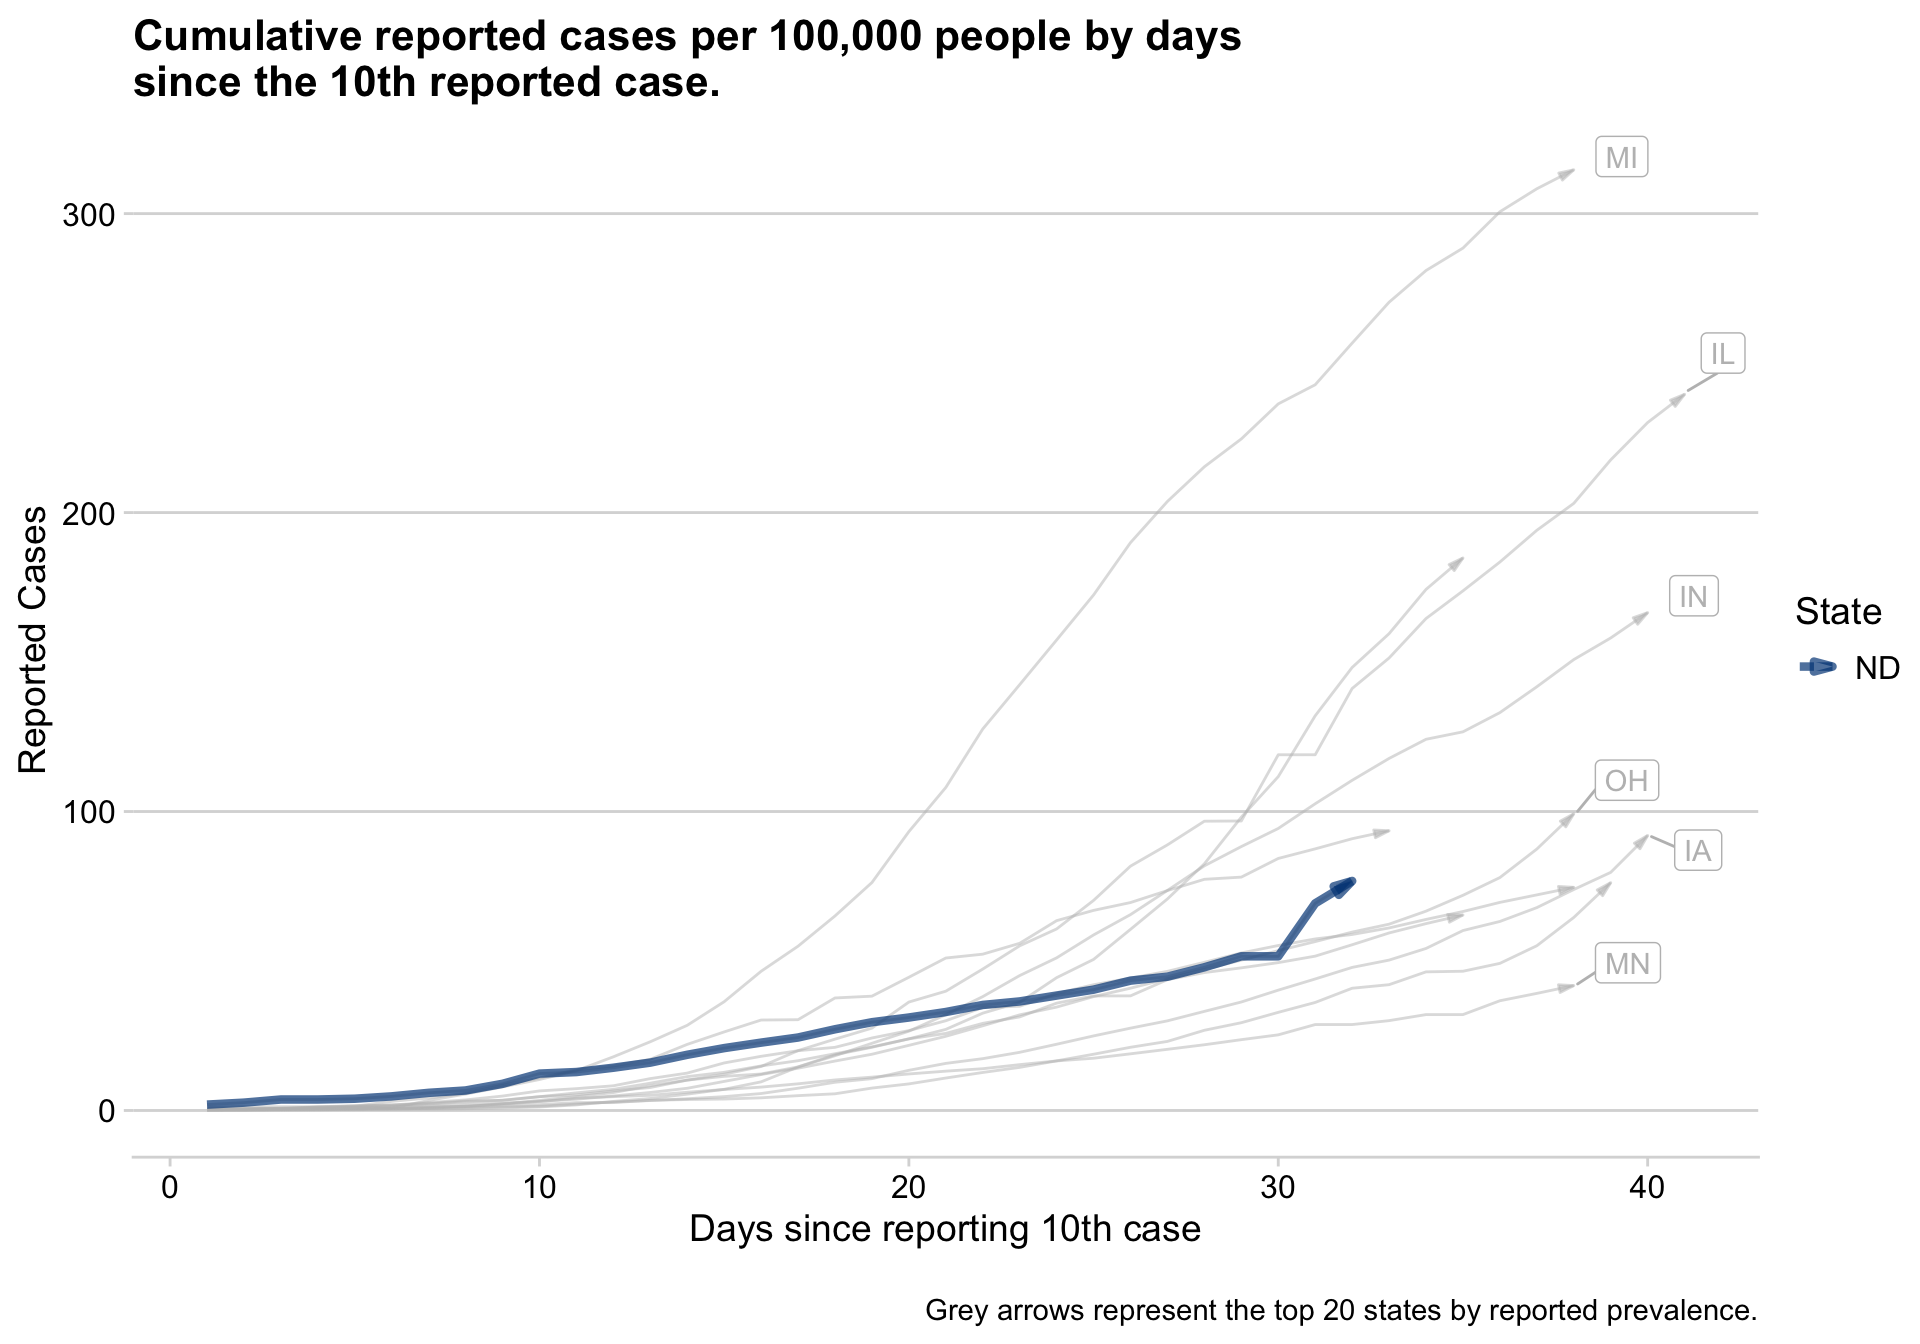 Cumulative reported cases per 100,000 people by days
since the 10th reported case.
MI
300
IL
200
IN
State
ND
OH
100
IA
MN
0
Reported Cases
0 10 20 30 40
Days since reporting 10th case
Grey arrows represent the top 20 states by reported prevalence.